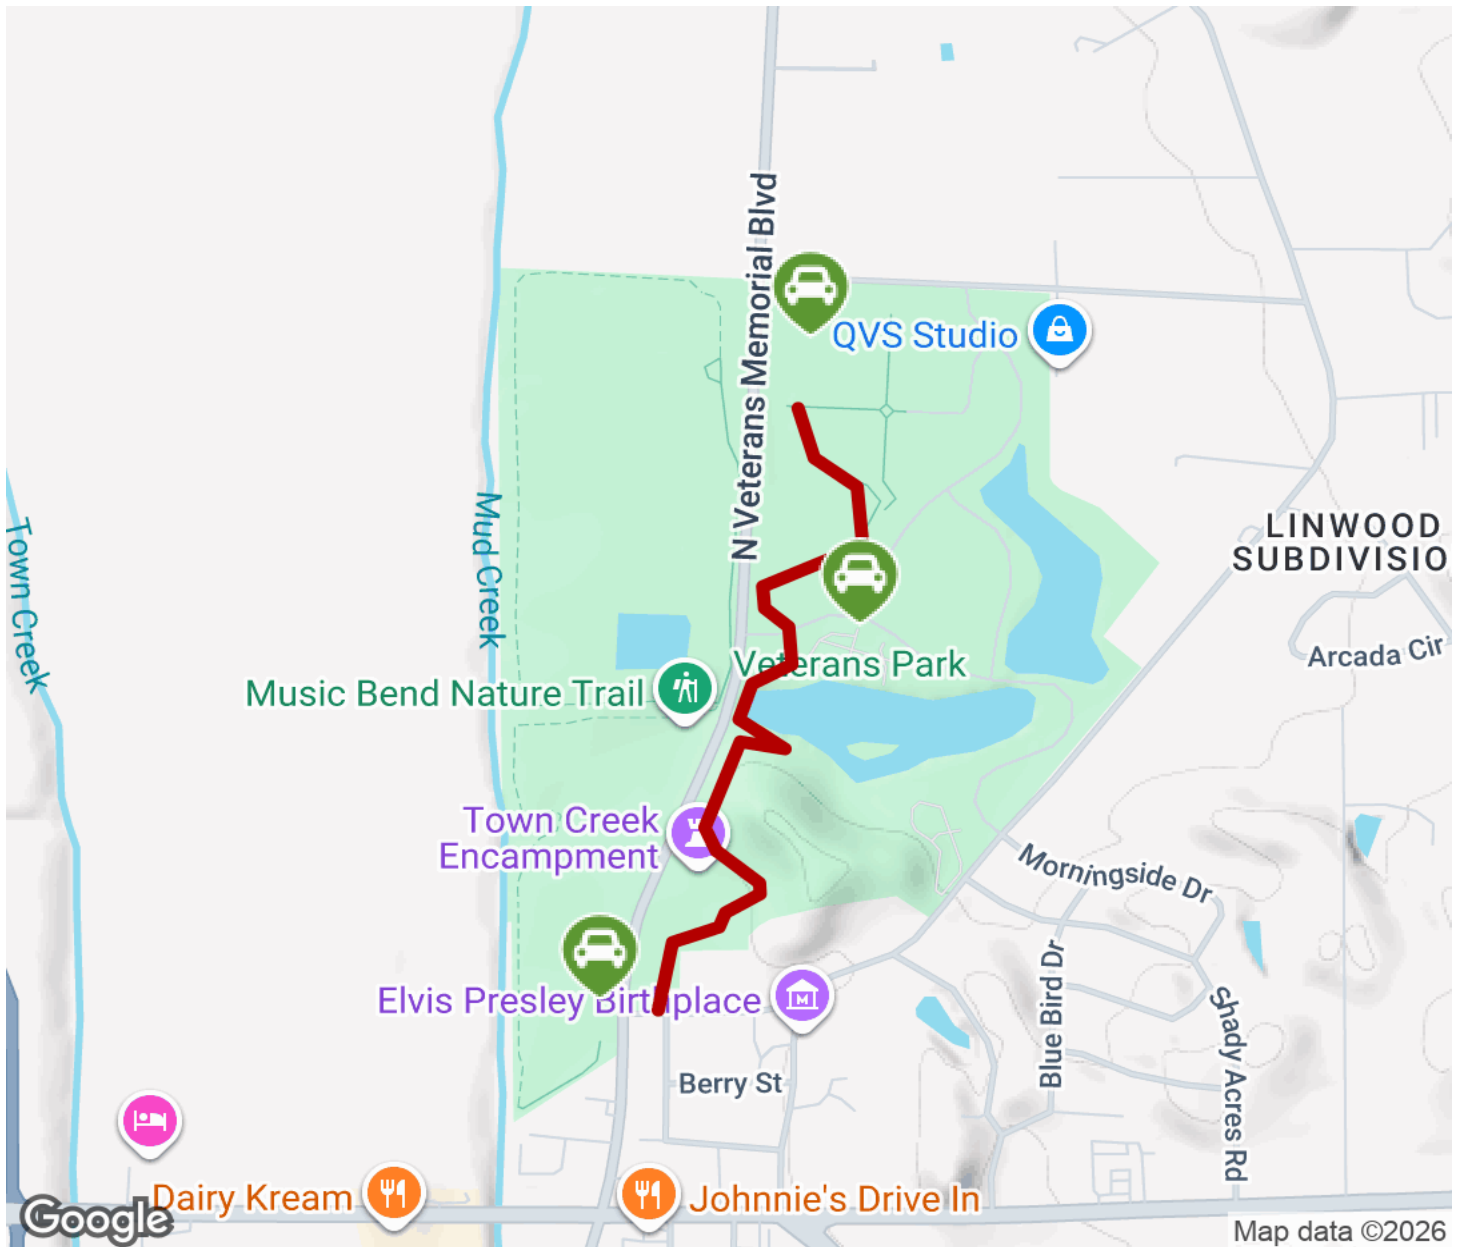 N Veterans Memorial Blvd
QVS Studio
Mud Creek
Town Creek
LINWOOD
SUBDIVISIO
Arcada Cir
Veterans Park
Music Bend Nature Trail
Town Creek
Encampment
Morningside Dr
Blue Bird Dr
Shady Acres Rd
Elvis Presley Birthplace
Berry St
Dairy Kream
Johnnie's Drive In
Google
Map data ©2026